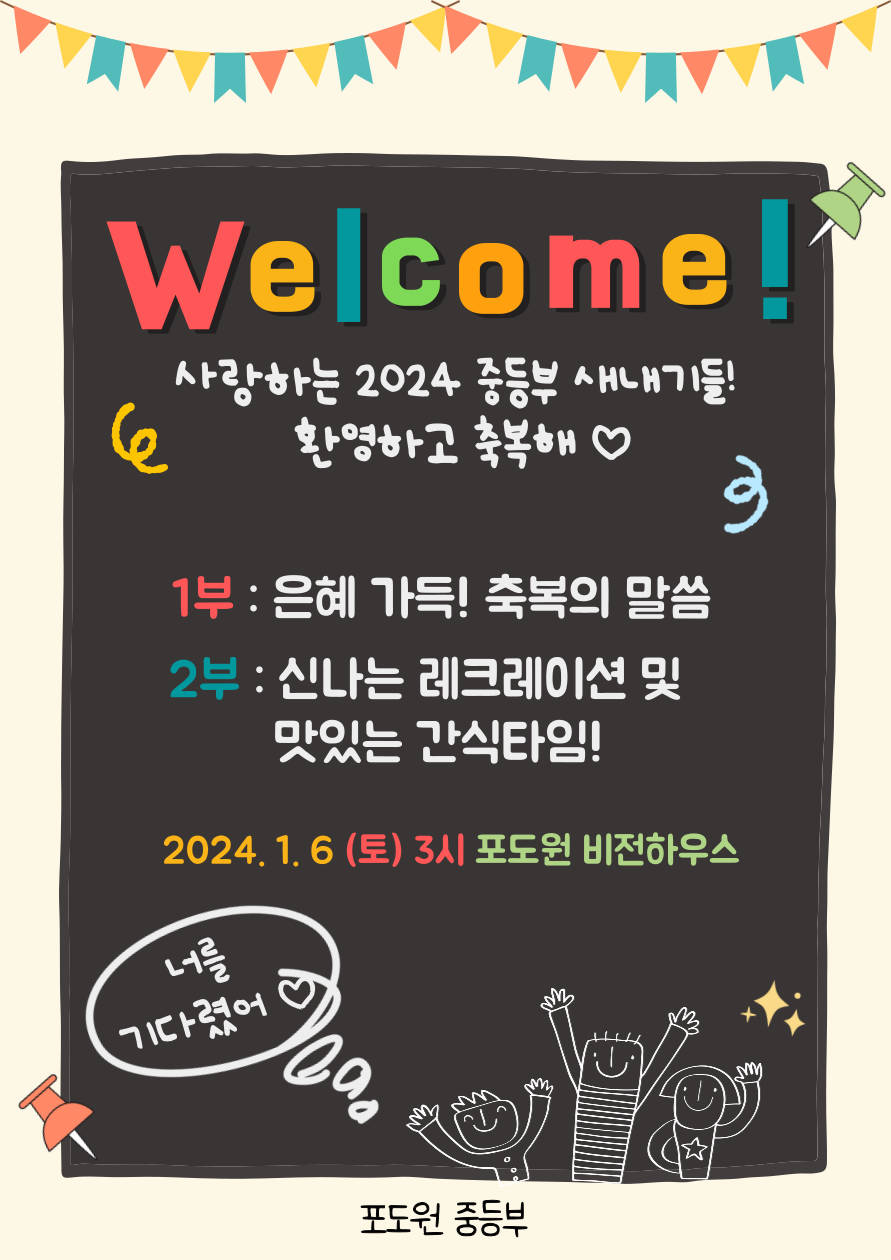 Welcome!
사랑하는 2024 중등부 새내기들!
환영하고 축복해 ♡
1부 : 은혜 가득! 축복의 말씀
2부 : 신나는 레크레이션 및
맛있는 간식타임!
2024. 1. 6 (토) 3시 포도원 비전하우스
너를
기다렸어 ♡
포도원 중등부